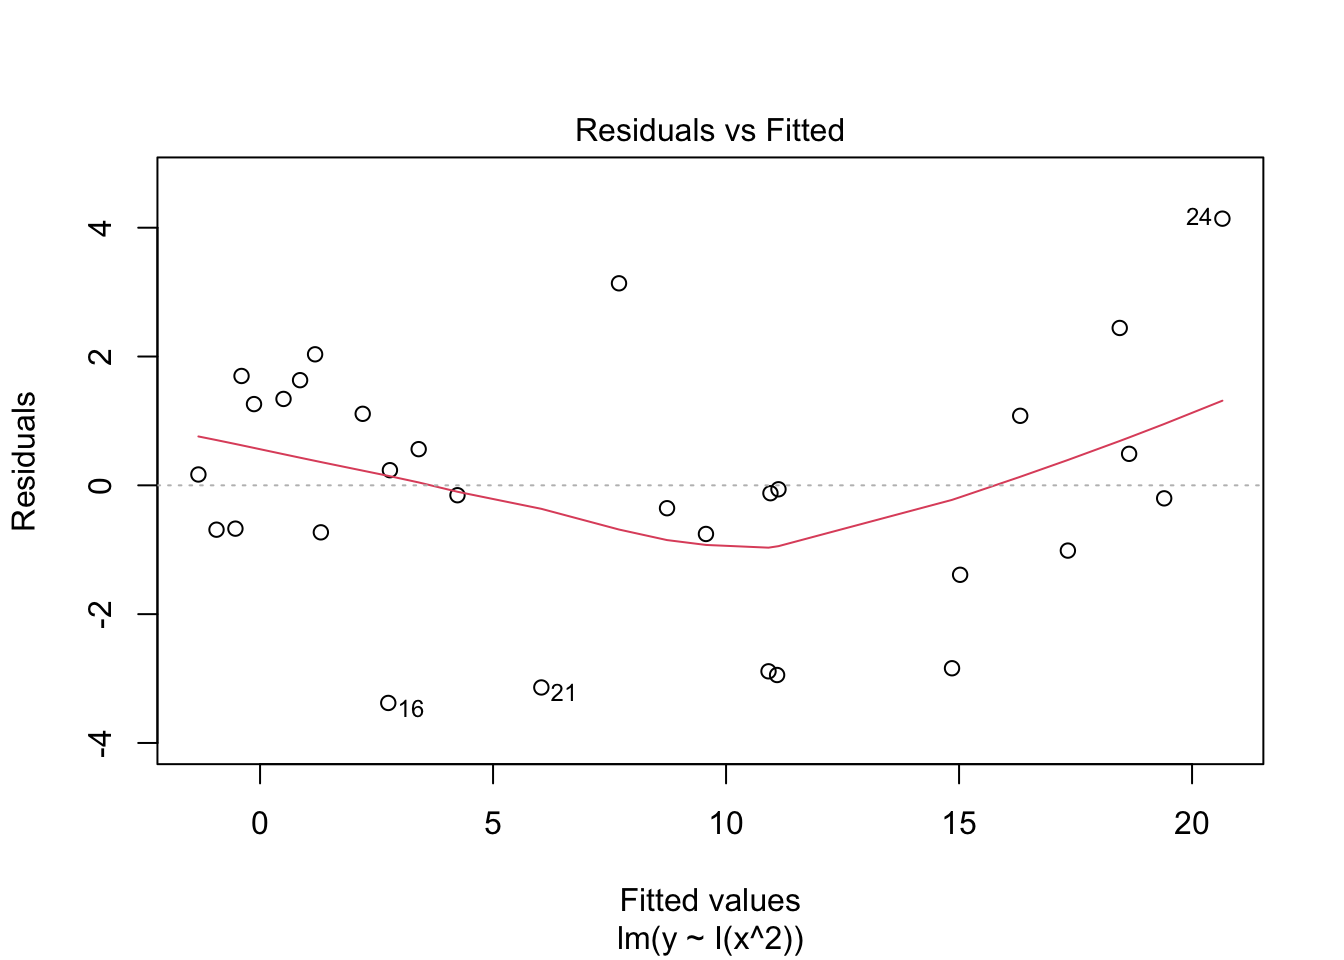 Residuals vs Fitted
Residuals
4
2
0
-2
-4
24
16
21
0 5 10 15 20
Fitted values
lm(y ~ I(x^2))